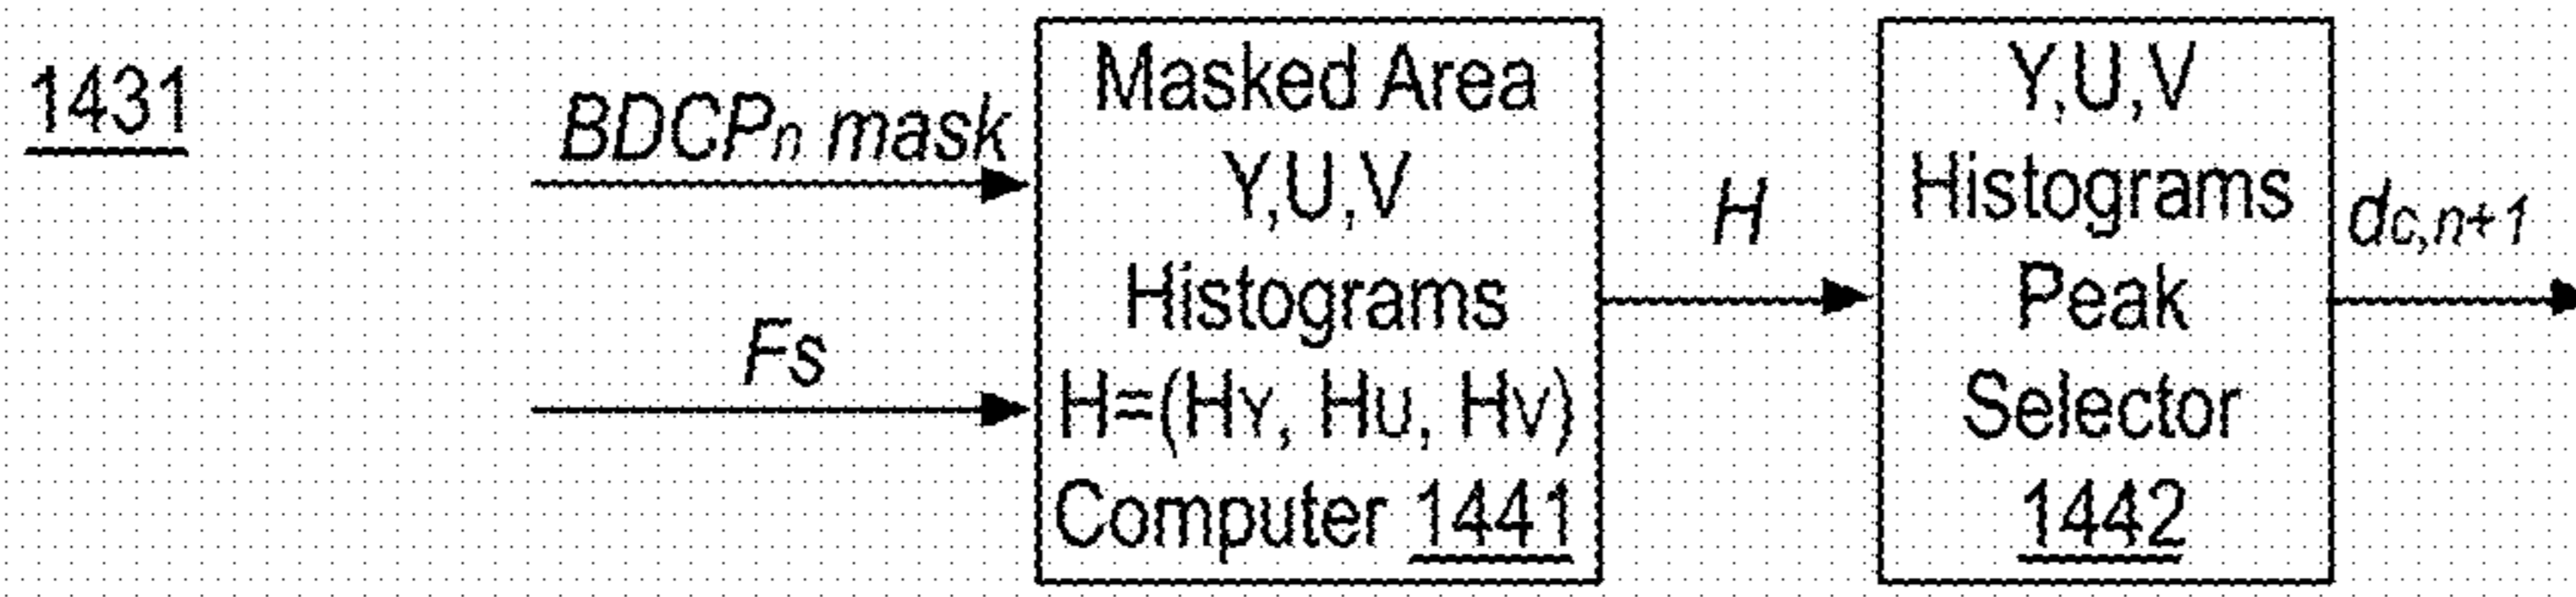 1431
BDCPn mask
Fs
Masked Area
Y,U,V
Histograms
H=(HY, HU, HV)
Computer 1441
H
Y,U,V
Histograms
Peak
Selector
1442
dc,n+1